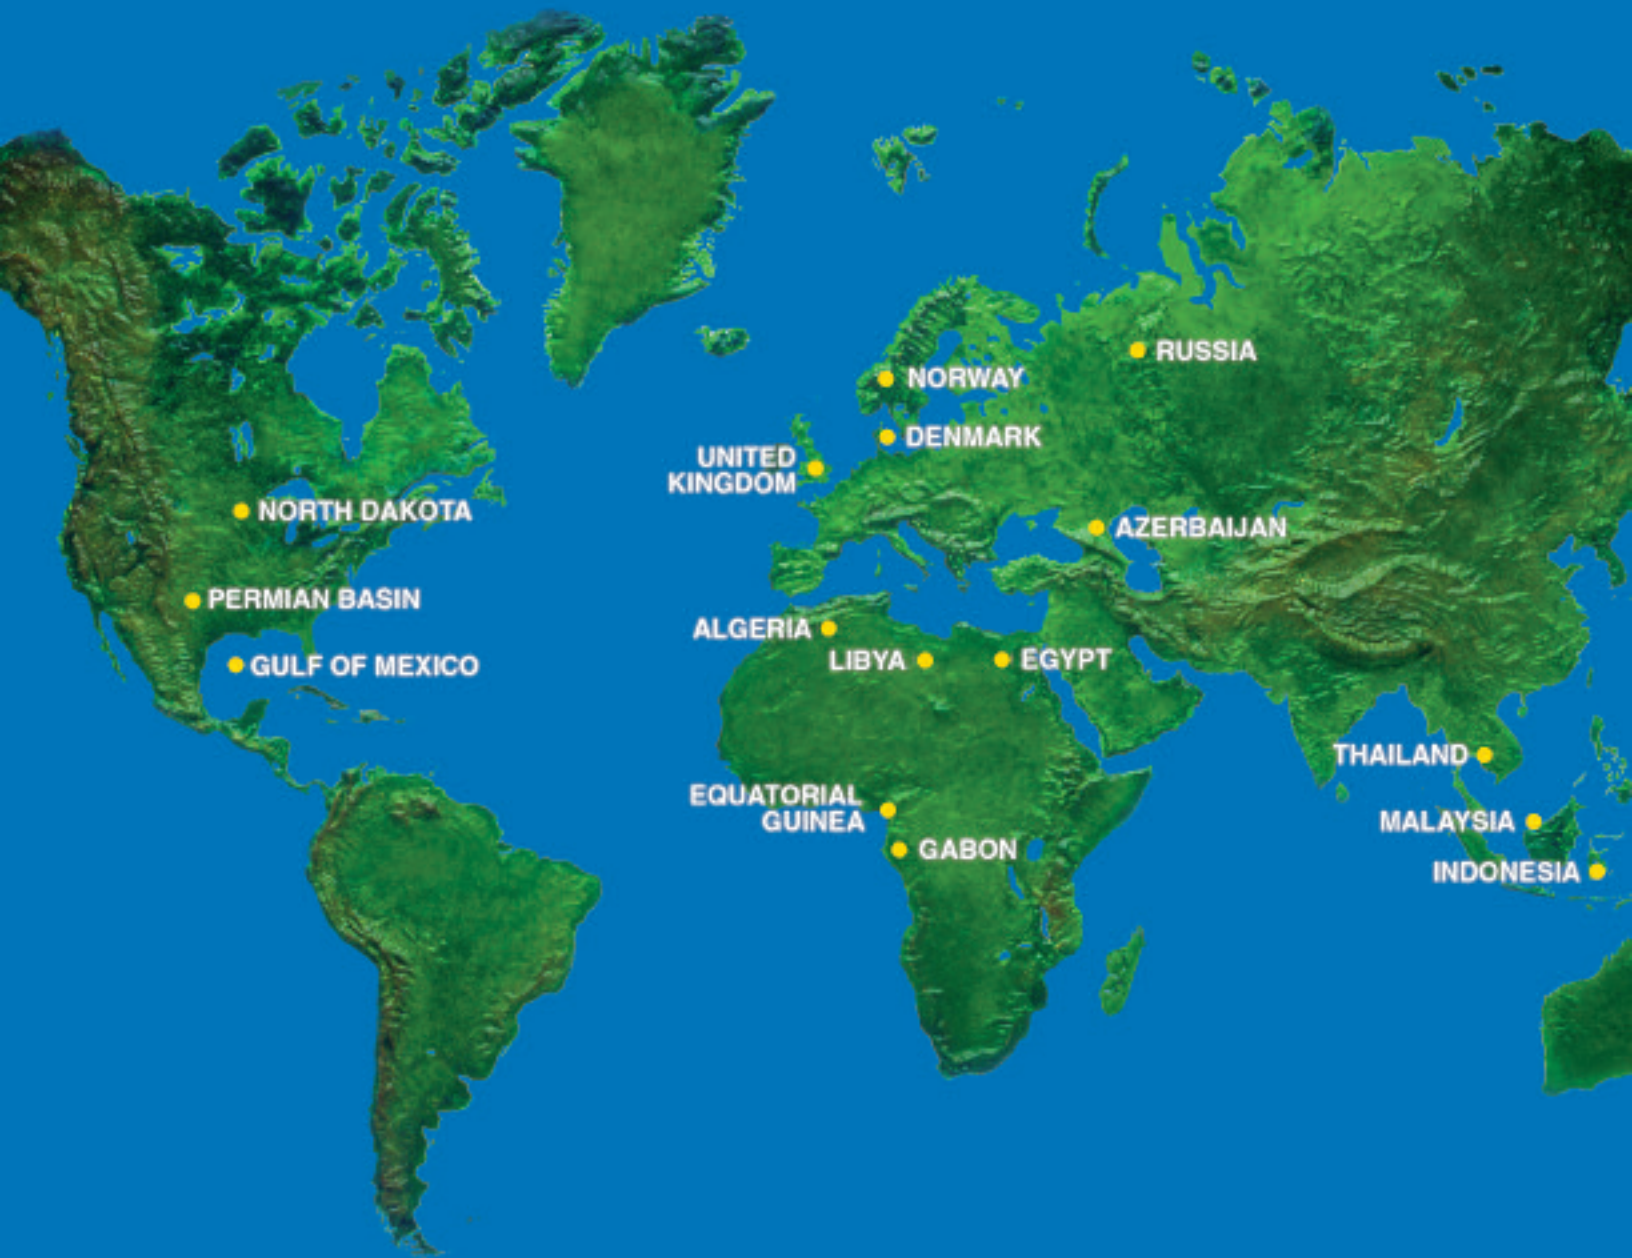 RUSSIA
NORWAY
DENMARK
UNITED
KINGDOM
NORTH DAKOTA
AZERBAIJAN
PERMIAN BASIN
ALGERIA
LIBYA
EGYPT
GULF OF MEXICO
THAILAND
EQUATORIAL
GUINEA
MALAYSIA
GABON
INDONESIA